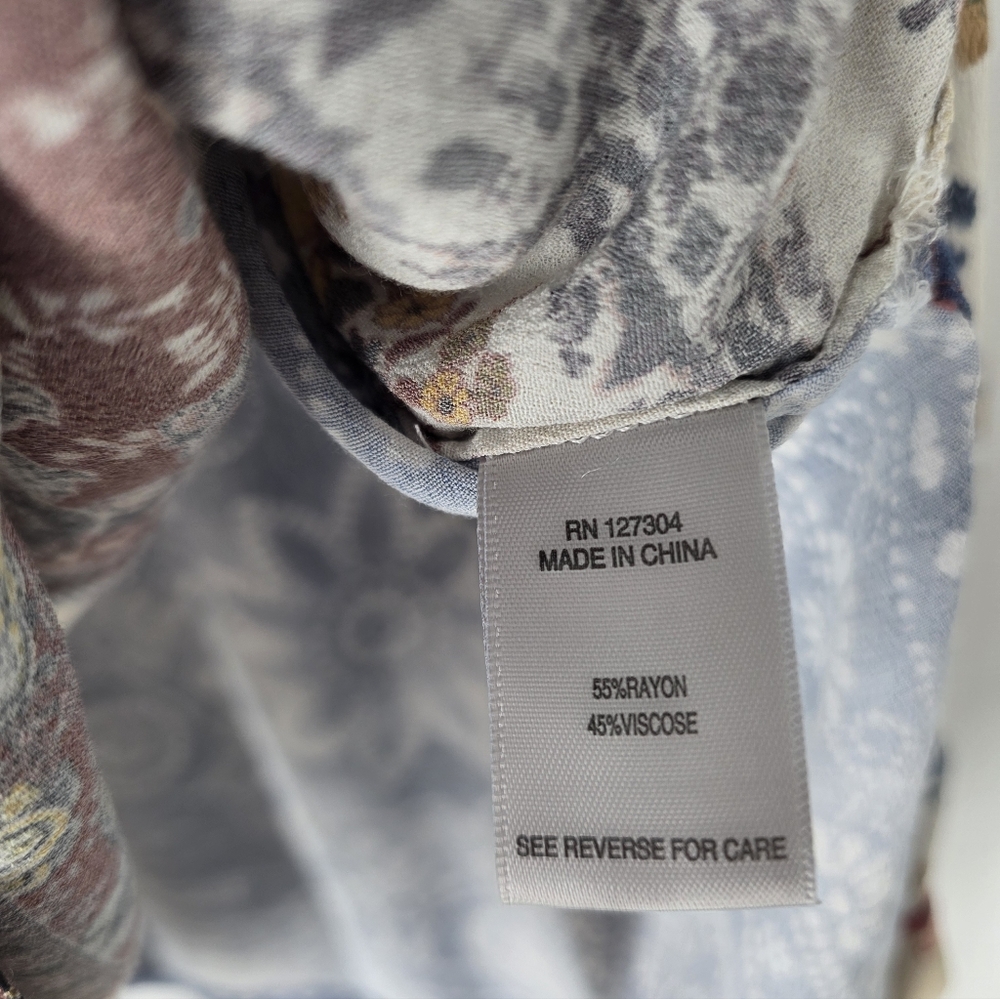 RN 127304
MADE IN CHINA
55%RAYON
45%VISCOSE
SEE REVERSE FOR CARE